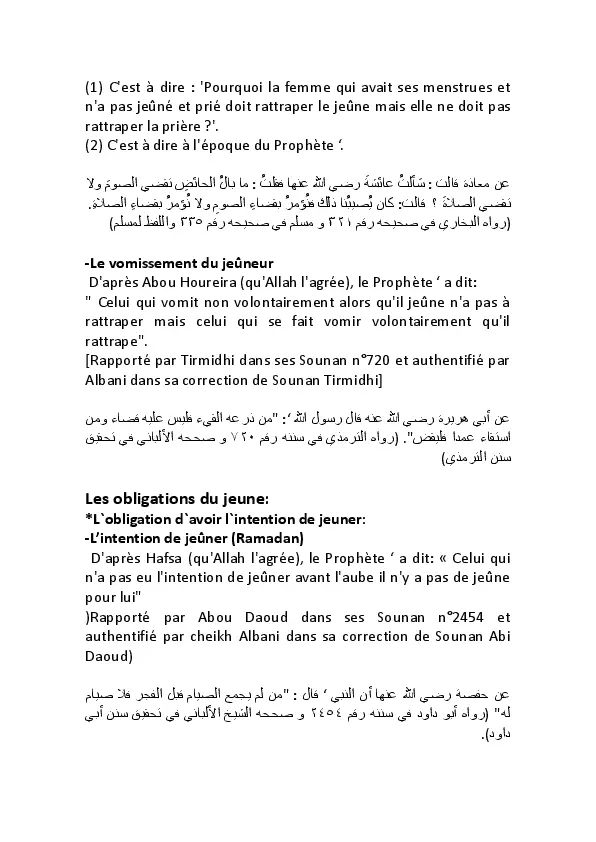 (1) C'est à dire : 'Pourquoi la femme qui avait ses menstrues et
n'a pas jeûné et prié doit rattraper le jeûne mais elle ne doit pas
rattraper la prière ?'.
(2) C'est à dire à l'époque du Prophète ‘.
عن معاذة قالت : سَألتُ عائشَةَ رضي الله عنها فقلتُ : ما بالُ الحائضِ تقضي الصومَ ولا
تقضي الصلاةَ ؟ قالت: كان يُصيبُنا ذلك فنُؤمرُ بقضاءِ الصومِ ولا نُؤمرُ بقضاءِ الصلاةِ.
(رواه البخاري في صحيحه رقم ٣٢١ و مسلم في صحيحه رقم ٣٣٥ واللفظ لمسلم)
-Le vomissement du jeûneur
D'après Abou Houreira (qu'Allah l'agrée), le Prophète ‘ a dit:
" Celui qui vomit non volontairement alors qu'il jeûne n'a pas à
rattraper mais celui qui se fait vomir volontairement qu'il
rattrape".
[Rapporté par Tirmidhi dans ses Sounan n°720 et authentifié par
Albani dans sa correction de Sounan Tirmidhi]
عن أبي هريرة رضي الله عنه قال رسول الله ‘: "من ذرعه القيء فليس عليه قضاء ومن
استقاء عمدا فليقض". (رواه الترمذي في سننه رقم ٧٢٠ و صححه الألباني في تحقيق
سنن الترمذي)
Les obligations du jeune:
*L`obligation d`avoir l`intention de jeuner:
-L’intention de jeûner (Ramadan)
D'après Hafsa (qu'Allah l'agrée), le Prophète ‘ a dit: « Celui qui
n'a pas eu l'intention de jeûner avant l'aube il n'y a pas de jeûne
pour lui"
)Rapporté par Abou Daoud dans ses Sounan n°2454 et
authentifié par cheikh Albani dans sa correction de Sounan Abi
Daoud)
عن حفصة رضي الله عنها أن النبي ‘ قال : "من لم يجمع الصيام قبل الفجر فلا صيام
له" (رواه أبو داود في سننه رقم ٢٤٥٤ و صححه الشيخ الألباني في تحقيق سنن أبي
داود).